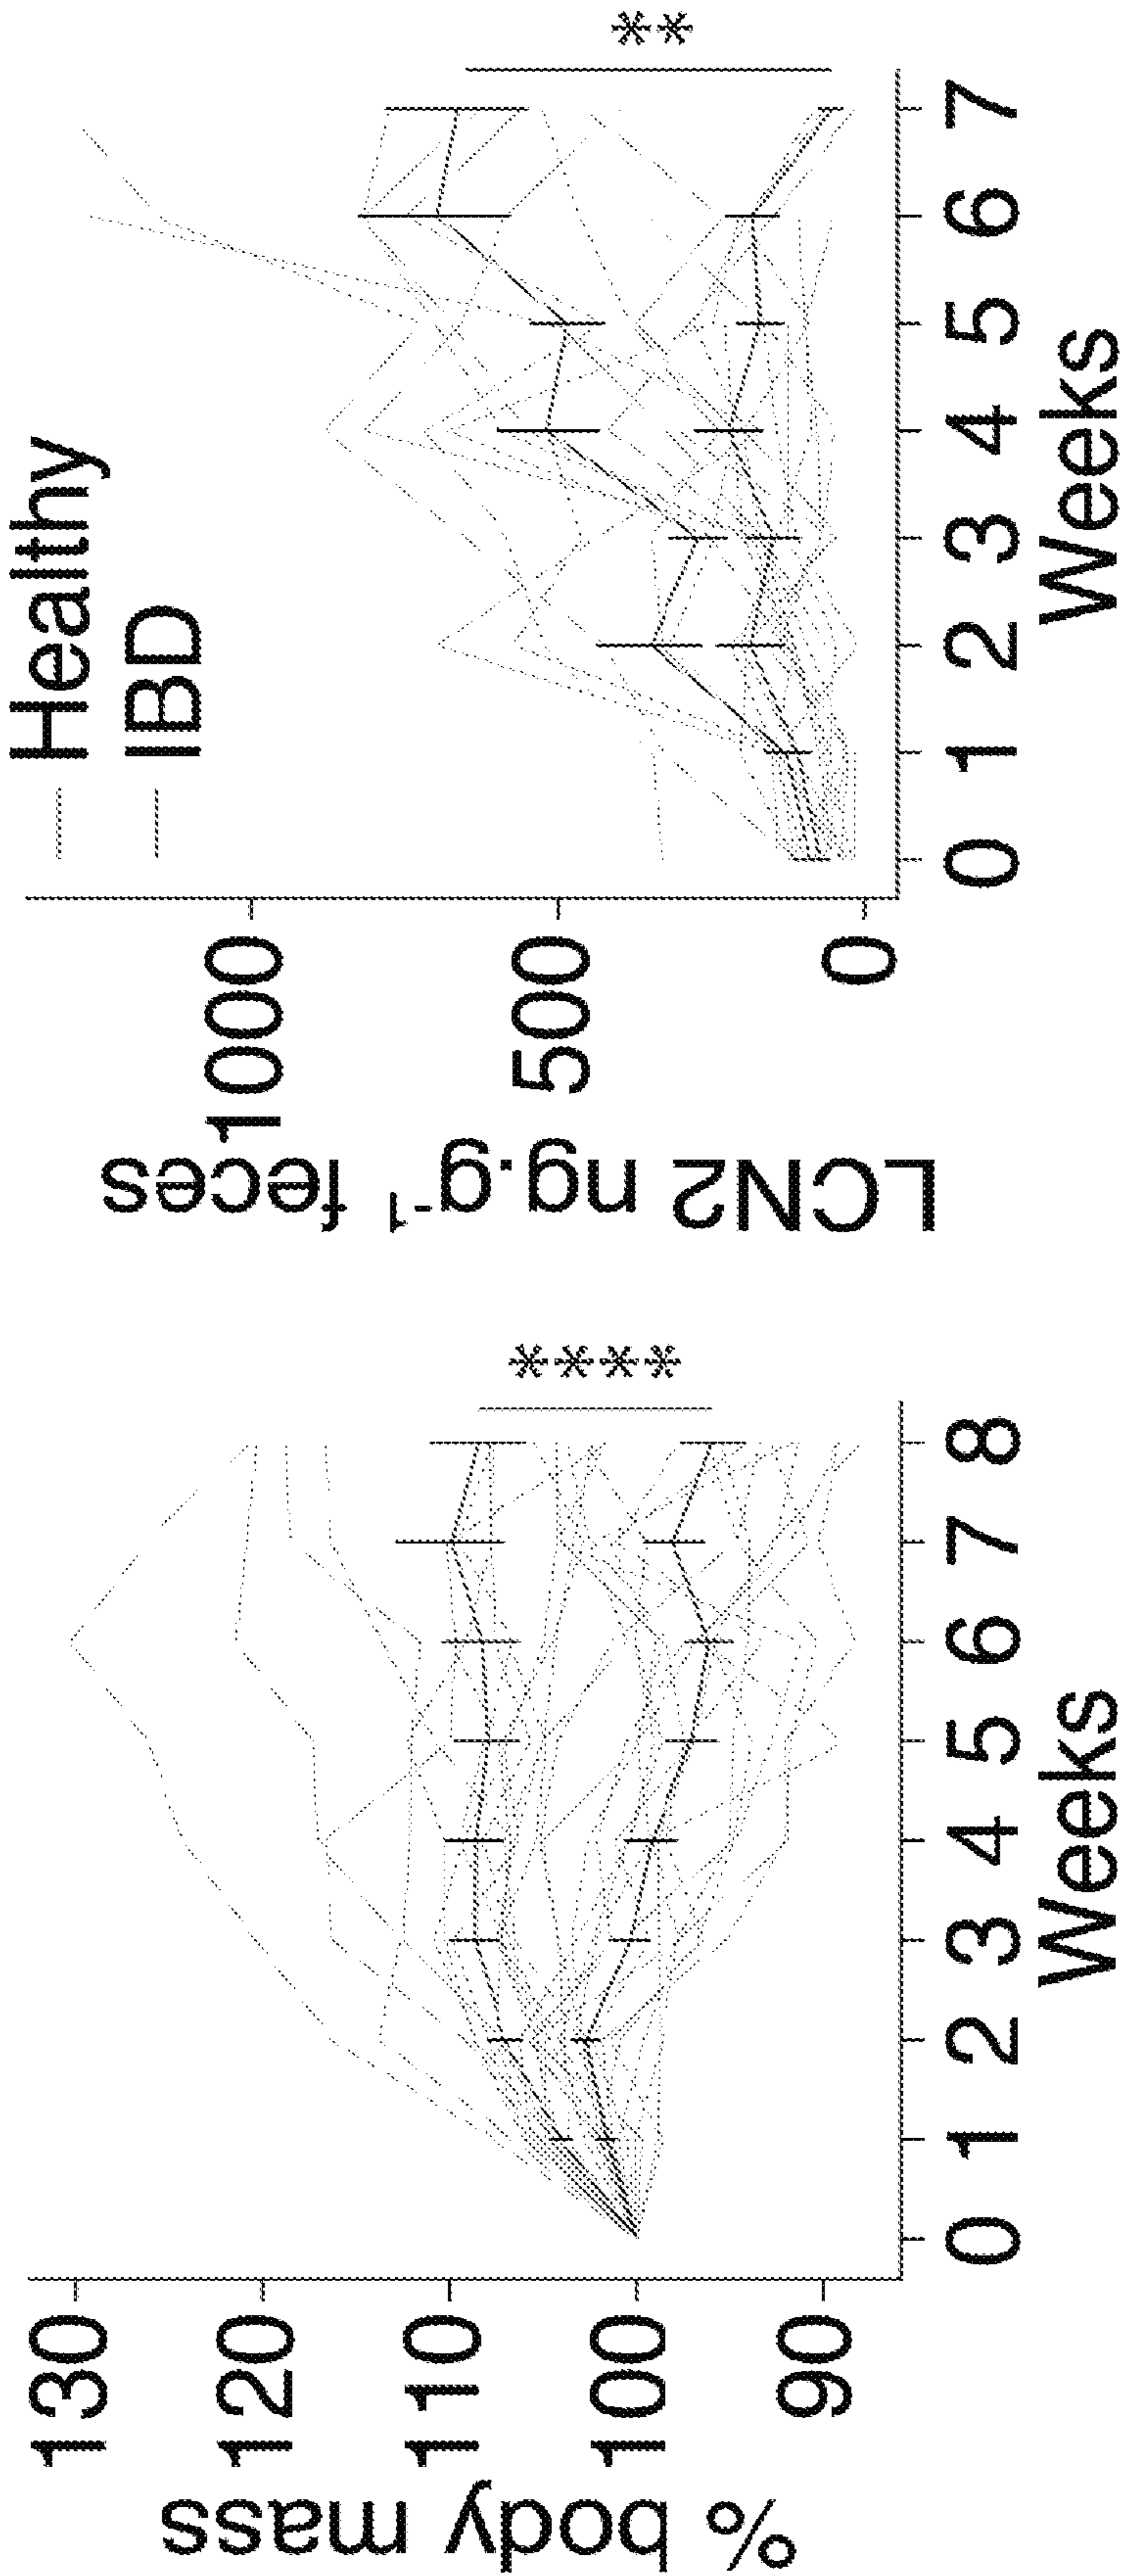 % body mass
130
120
110
100
90
0 1 2 3 4 5 6 7 8
Weeks
****
LCN2 ng.g⁻¹ feces
1000
500
0
0 1 2 3 4 5 6 7
Weeks
Healthy
IBD
**